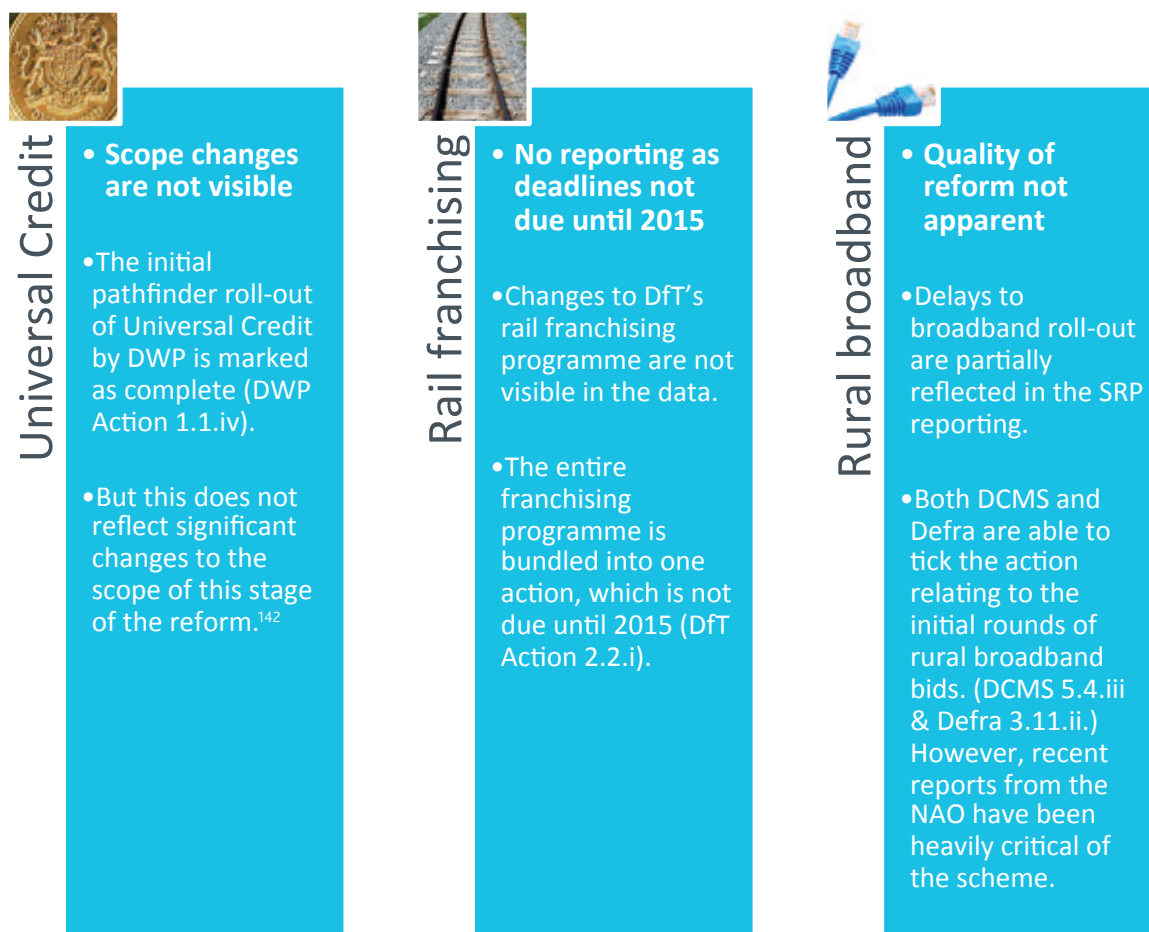 Universal Credit
• Scope changes
are not visible
•The initial
pathfinder roll-out
of Universal Credit
by DWP is marked
as complete (DWP
Action 1.1.iv).
•But this does not
reflect significant
changes to the
scope of this stage
of the reform.142
Rail franchising
• No reporting as
deadlines not
due until 2015
•Changes to DfT’s
rail franchising
programme are not
visible in the data.
•The entire
franchising
programme is
bundled into one
action, which is not
due until 2015 (DfT
Action 2.2.i).
Rural broadband
• Quality of
reform not
apparent
•Delays to
broadband roll-out
are partially
reflected in the SRP
reporting.
•Both DCMS and
Defra are able to
tick the action
relating to the
initial rounds of
rural broadband
bids. (DCMS 5.4.iii
& Defra 3.11.ii.)
However, recent
reports from the
NAO have been
heavily critical of
the scheme.